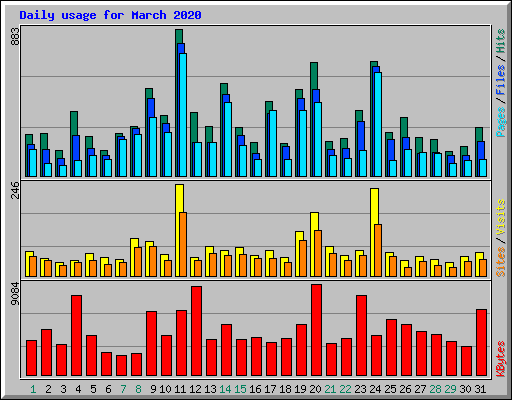 Daily usage for March 2020
883
Pages / Files / Hits
246
Sites / Visits
9084
KBytes
1 2 3 4 5 6 7 8 9 10 11 12 13 14 15 16 17 18 19 20 21 22 23 24 25 26 27 28 29 30 31